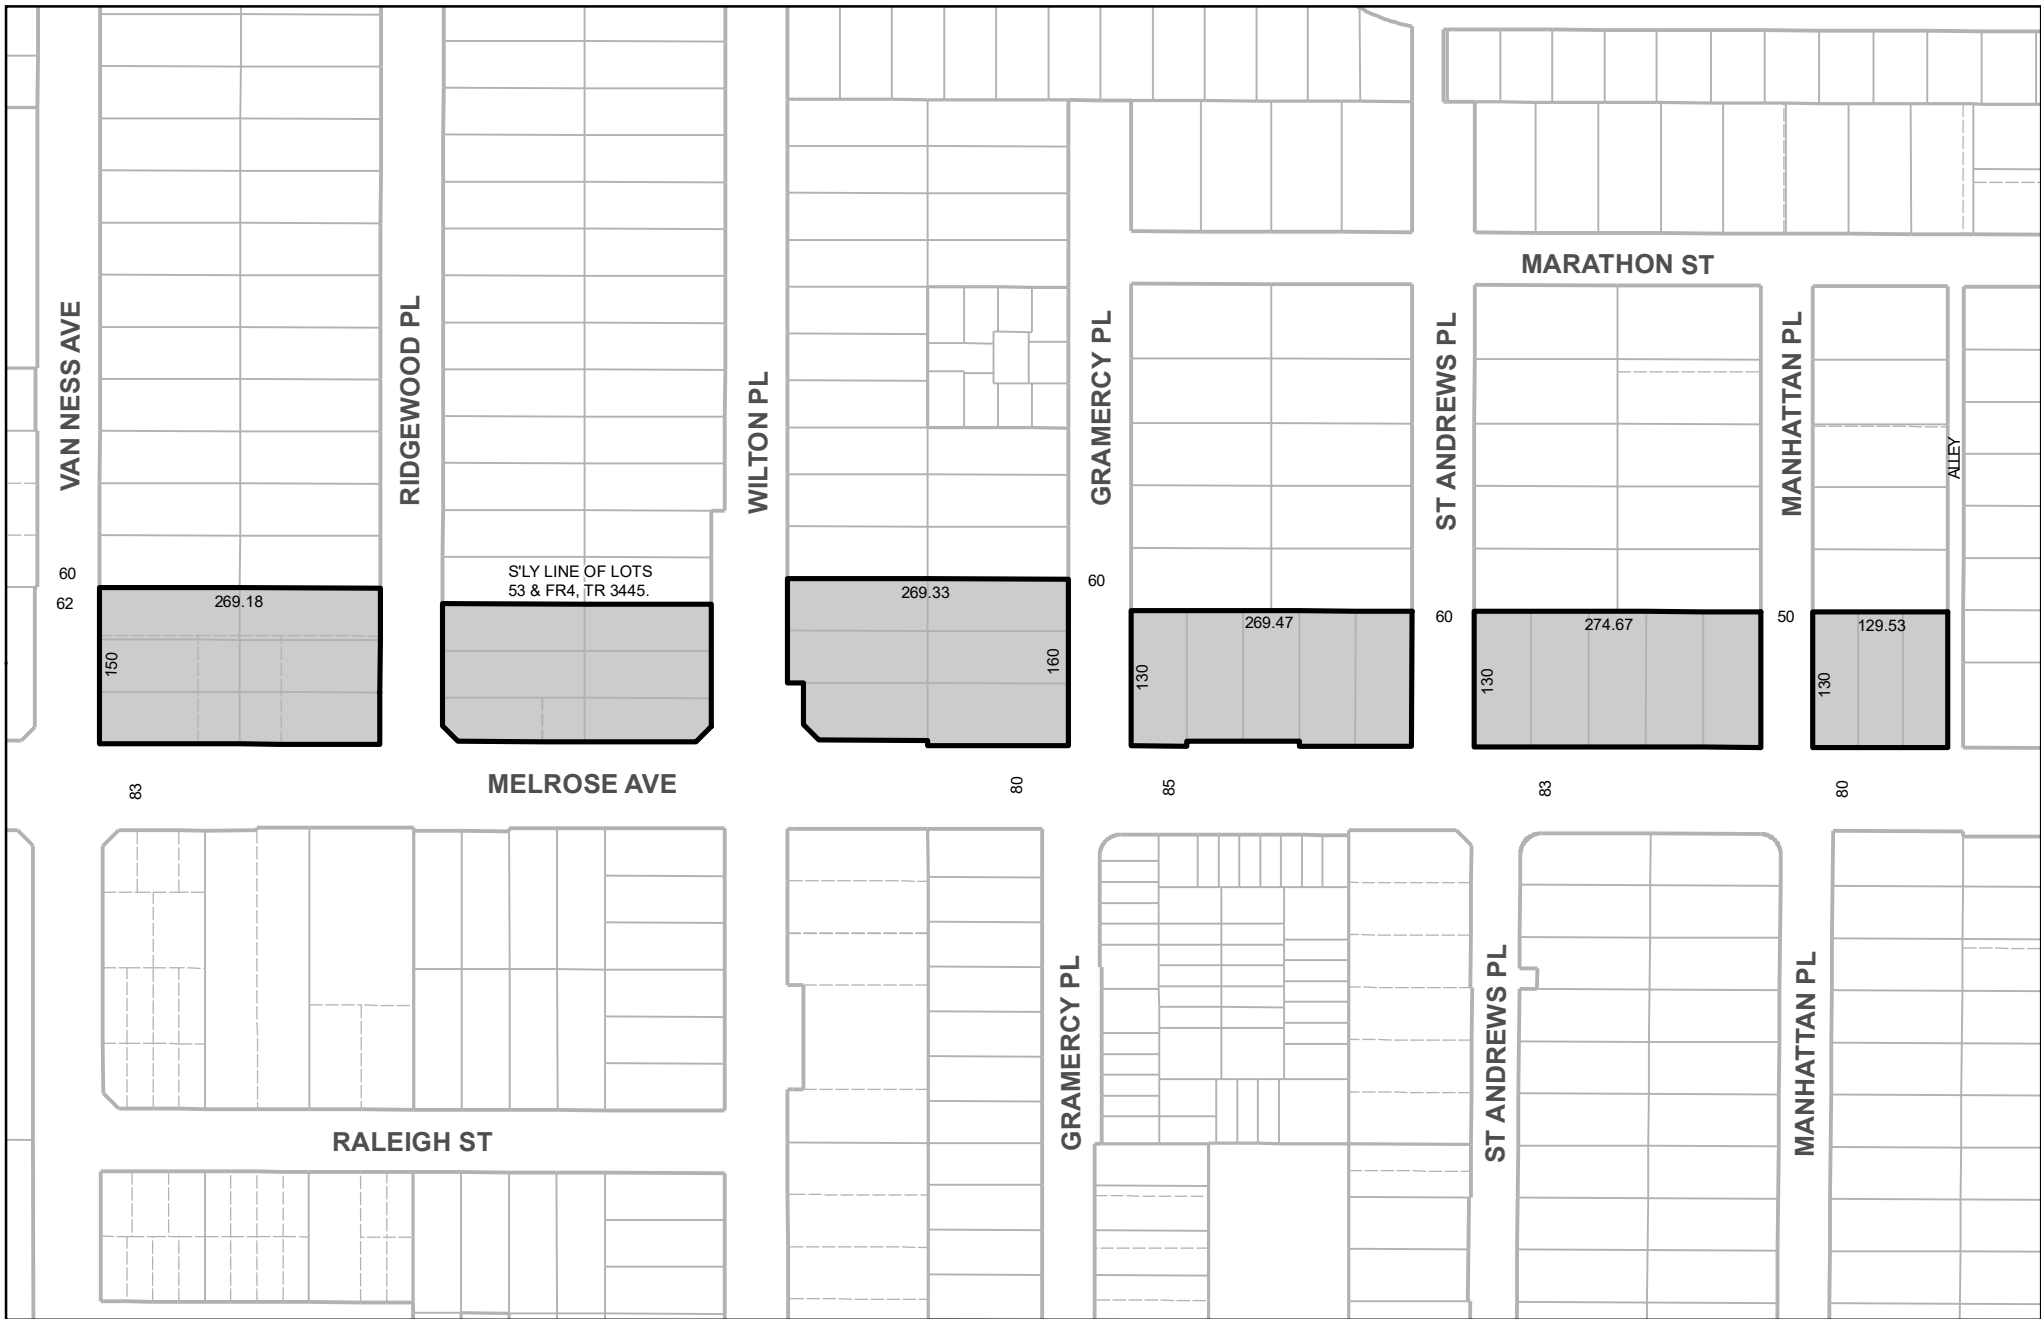 MARATHON ST
VAN NESS AVE
RIDGEWOOD PL
WILTON PL
GRAMERCY PL
ST ANDREWS PL
MANHATTAN PL
ALLEY
60
62
S'LY LINE OF LOTS
53 & FR4, TR 3445.
269.18
269.33
60
269.47
60
274.67
50
129.53
150
160
130
130
130
MELROSE AVE
83
80
85
83
80
GRAMERCY PL
ST ANDREWS PL
MANHATTAN PL
RALEIGH ST